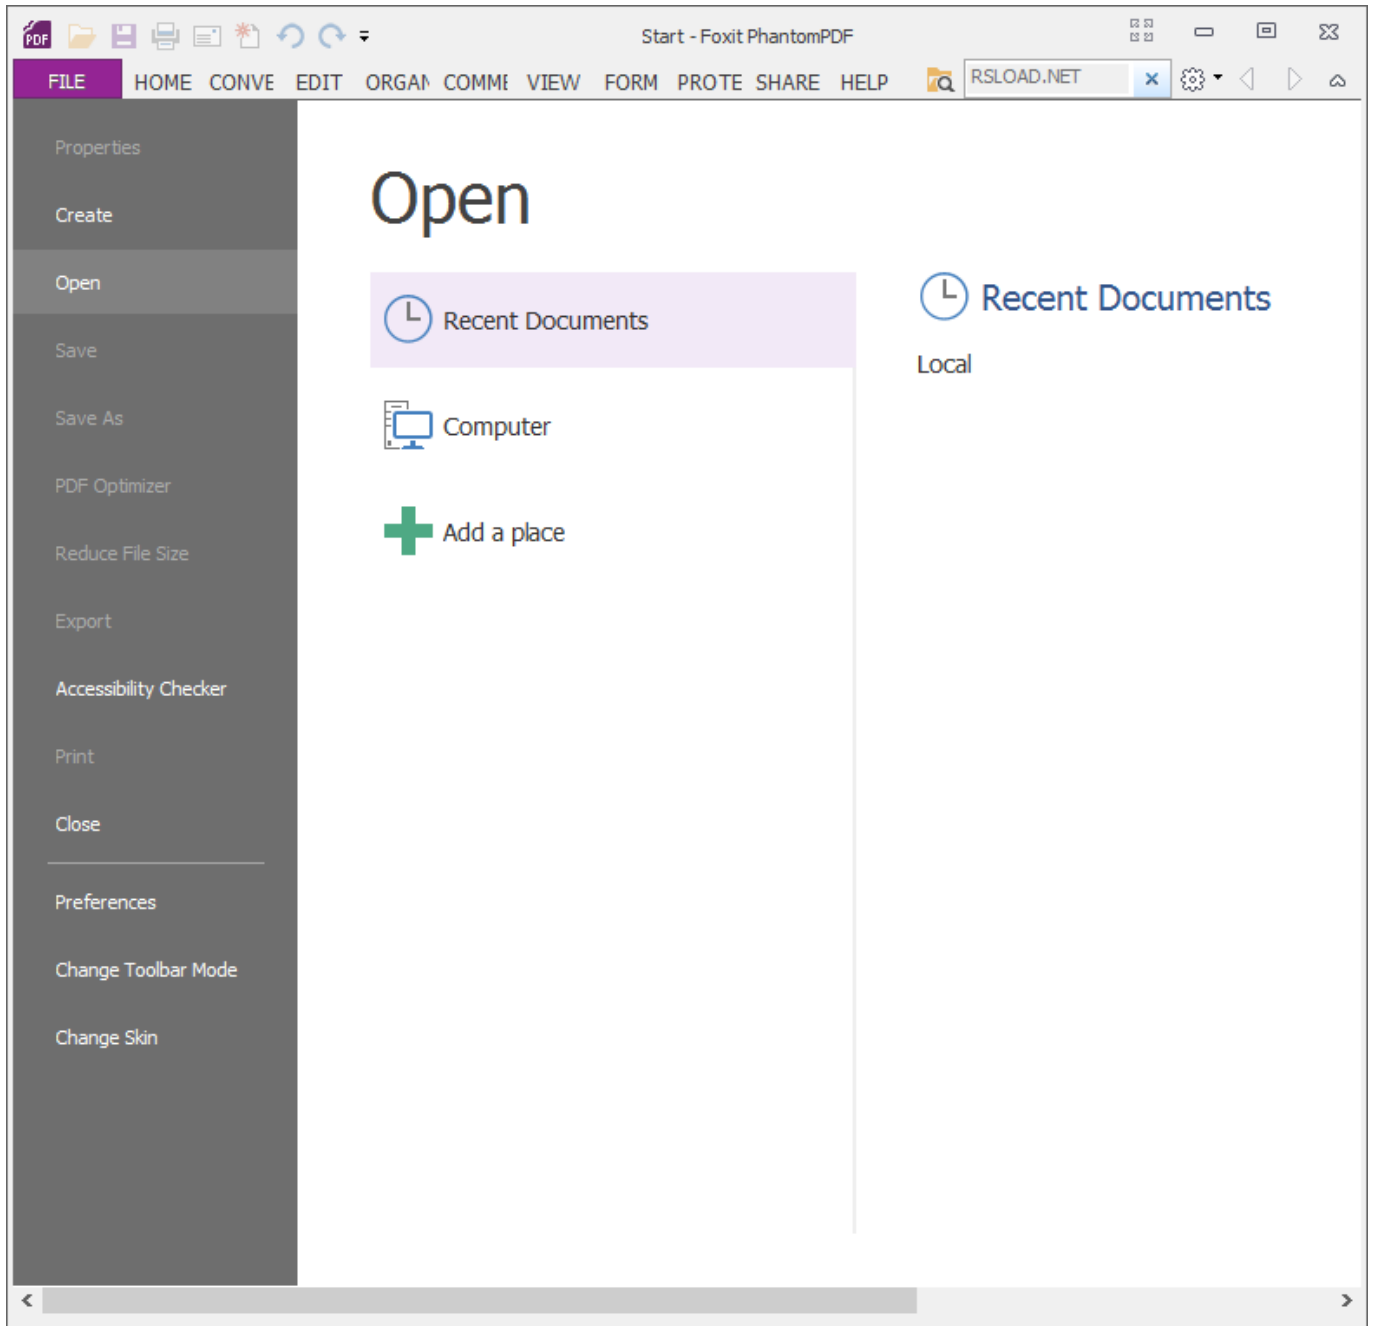 PDF
Start - Foxit PhantomPDF
FILE HOME CONVE EDIT ORGAN COMME VIEW FORM PROTE SHARE HELP RSLOAD.NET
Properties
Create
Open
Save
Save As
PDF Optimizer
Reduce File Size
Export
Accessibility Checker
Print
Close
Preferences
Change Toolbar Mode
Change Skin
Open
Recent Documents
Computer
Add a place
Recent Documents
Local